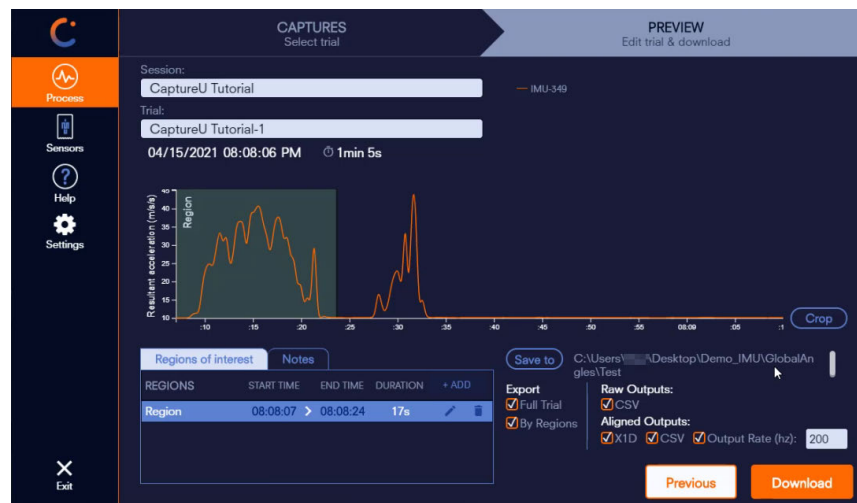 CAPTURES
Select trial
PREVIEW
Edit trial & download
Process
Sensors
Help
Settings
Exit
Session:
CaptureU Tutorial
IMU-349
Trial:
CaptureU Tutorial-1
04/15/2021 08:08:06 PM 1min 5s
Resultant acceleration (m/s/s)
40
35
30
25
20
15
10
Region
:10 :15 :20 :25 :30 :35 :40 :45 :50 :55 08:09 :05 :1
Crop
Regions of interest Notes
REGIONS START TIME END TIME DURATION + ADD
Region 08:08:07 > 08:08:24 17s
Save to C:\Users\ \Desktop\Demo_IMU\GlobalAn
gles\Test
Export
Full Trial
By Regions
Raw Outputs:
CSV
Aligned Outputs:
X1D CSV Output Rate (hz): 200
Previous Download